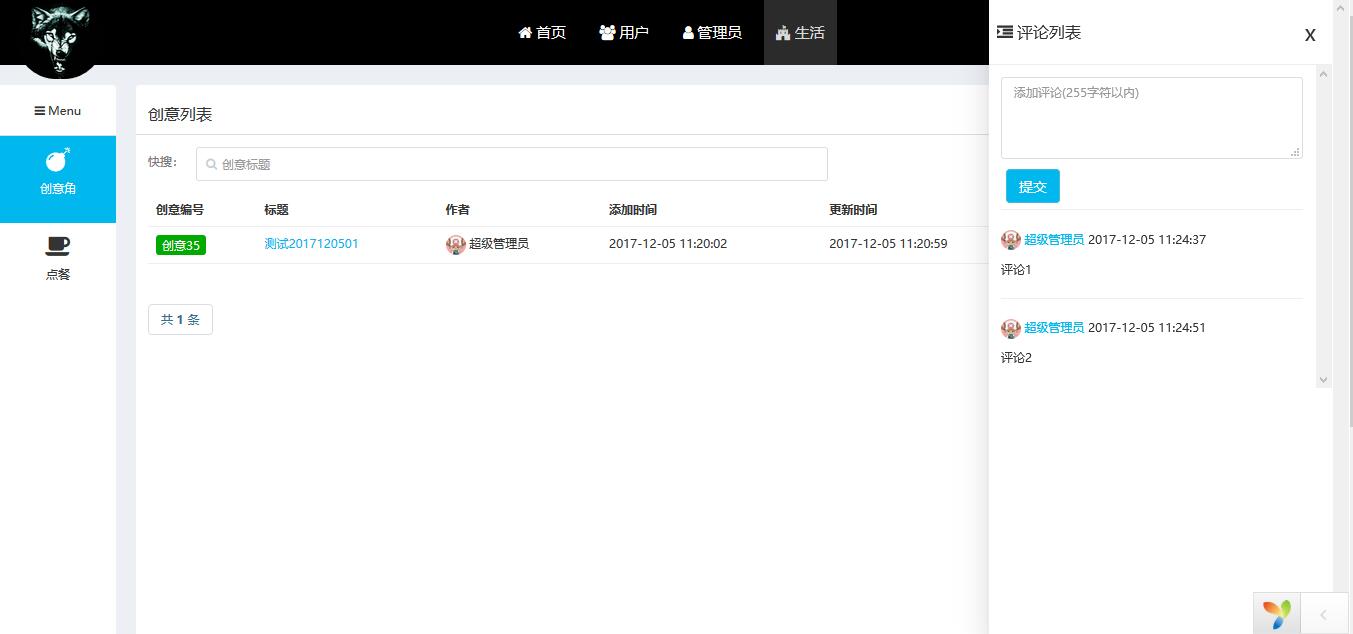 首页 用户 管理员 生活
Menu
创意角
点餐
创意列表
快搜： 创意标题
创意编号 标题 作者 添加时间 更新时间
创意35 测试2017120501 超级管理员 2017-12-05 11:20:02 2017-12-05 11:20:59
共 1 条
评论列表 X
添加评论(255字符以内)
提交
超级管理员 2017-12-05 11:24:37
评论1
超级管理员 2017-12-05 11:24:51
评论2